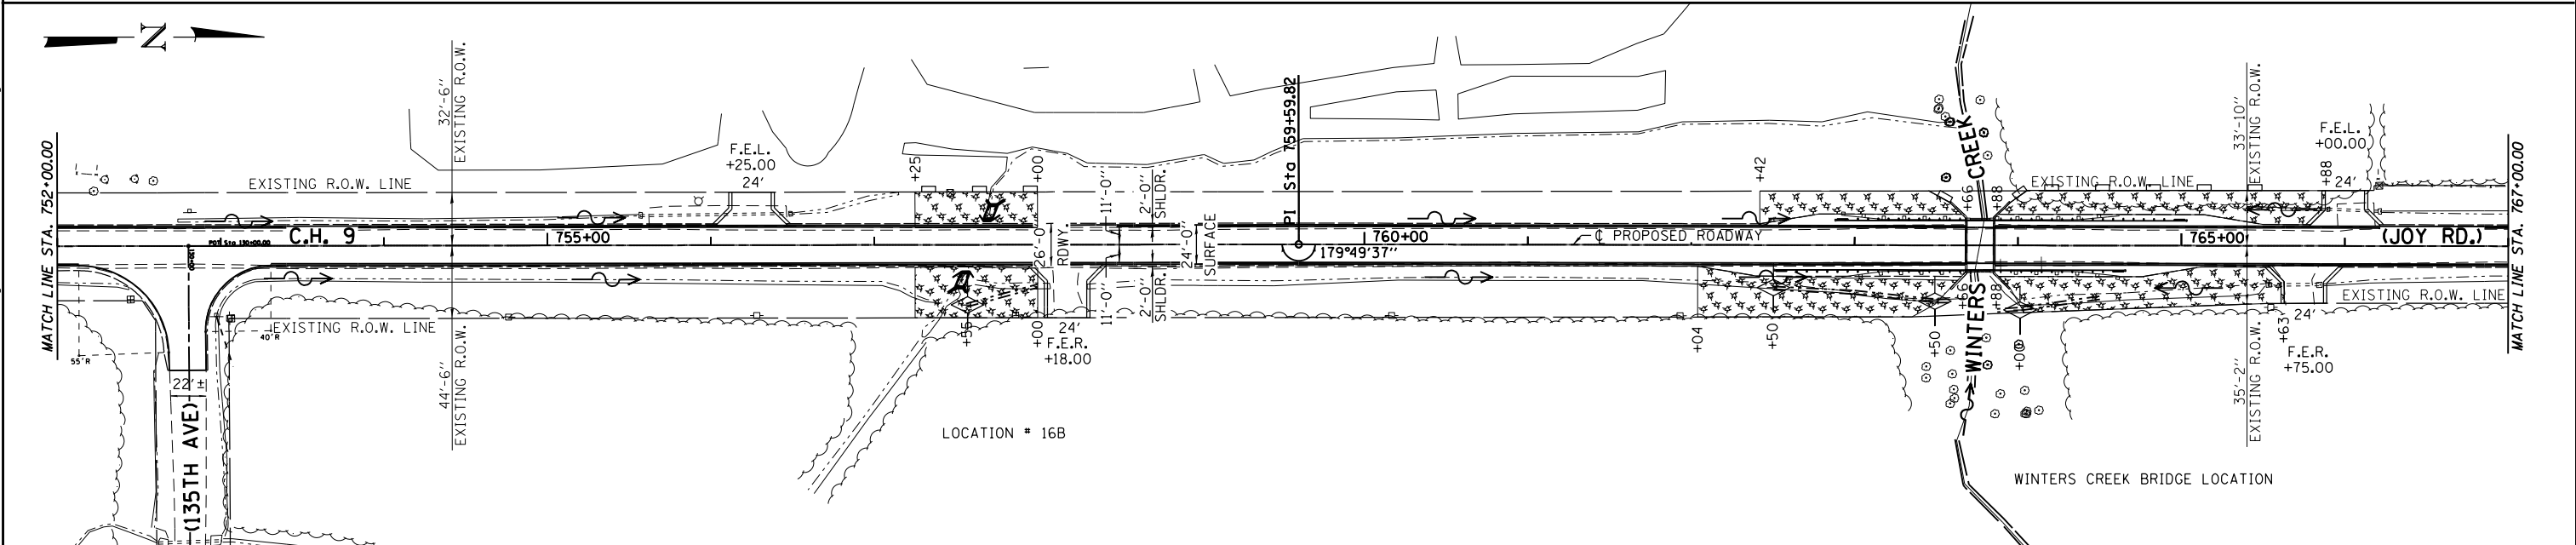 N
MATCH LINE STA. 752+00.00
EXISTING R.O.W. LINE
32'-6"
EXISTING R.O.W.
F.E.L.
+25.00
24'
+25
+00
PI Sta 759+59.82
+42
WINTERS CREEK
+66
+88
33'-10"
EXISTING R.O.W.
EXISTING R.O.W. LINE
F.E.L.
+00.00
+88
24'
MATCH LINE STA. 767+00.00
POT Sta 130+00.00
C.H. 9
755+00
26'-0"
RDWY.
11'-0"
2'-0"
SHLDR.
24'-0"
SURFACE
179°49'37"
760+00
℄ PROPOSED ROADWAY
765+00
(JOY RD.)
55'R
40'R
EXISTING R.O.W. LINE
22'±
(135TH AVE)
44'-6"
EXISTING R.O.W.
+55
+00
24'
F.E.R.
+18.00
11'-0"
2'-0"
SHLDR.
+04
+50
+50
+66
+88
+00
35'-2"
EXISTING R.O.W.
+63
24'
F.E.R.
+75.00
EXISTING R.O.W. LINE
LOCATION # 16B
WINTERS CREEK BRIDGE LOCATION